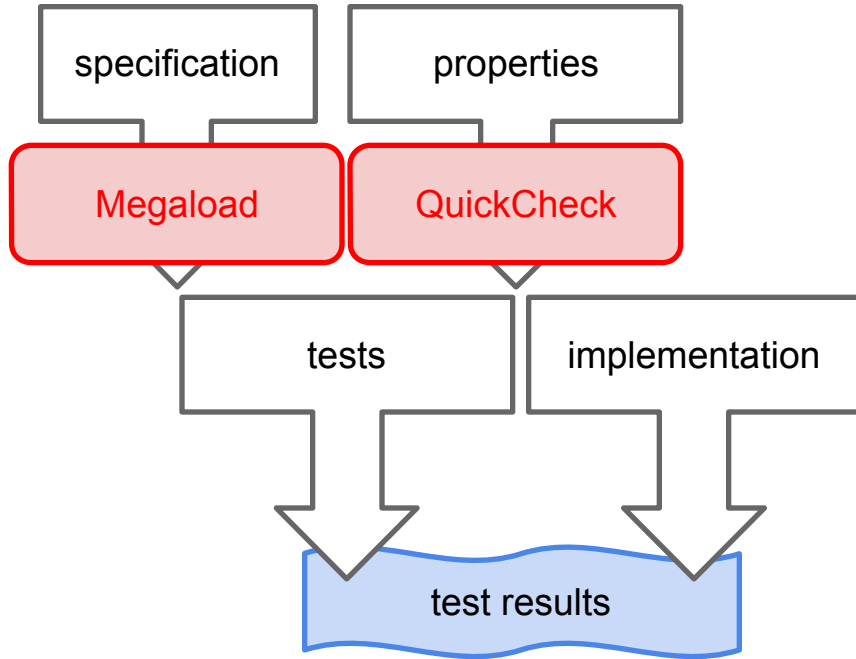 specification
properties
Megaload
QuickCheck
tests
implementation
test results